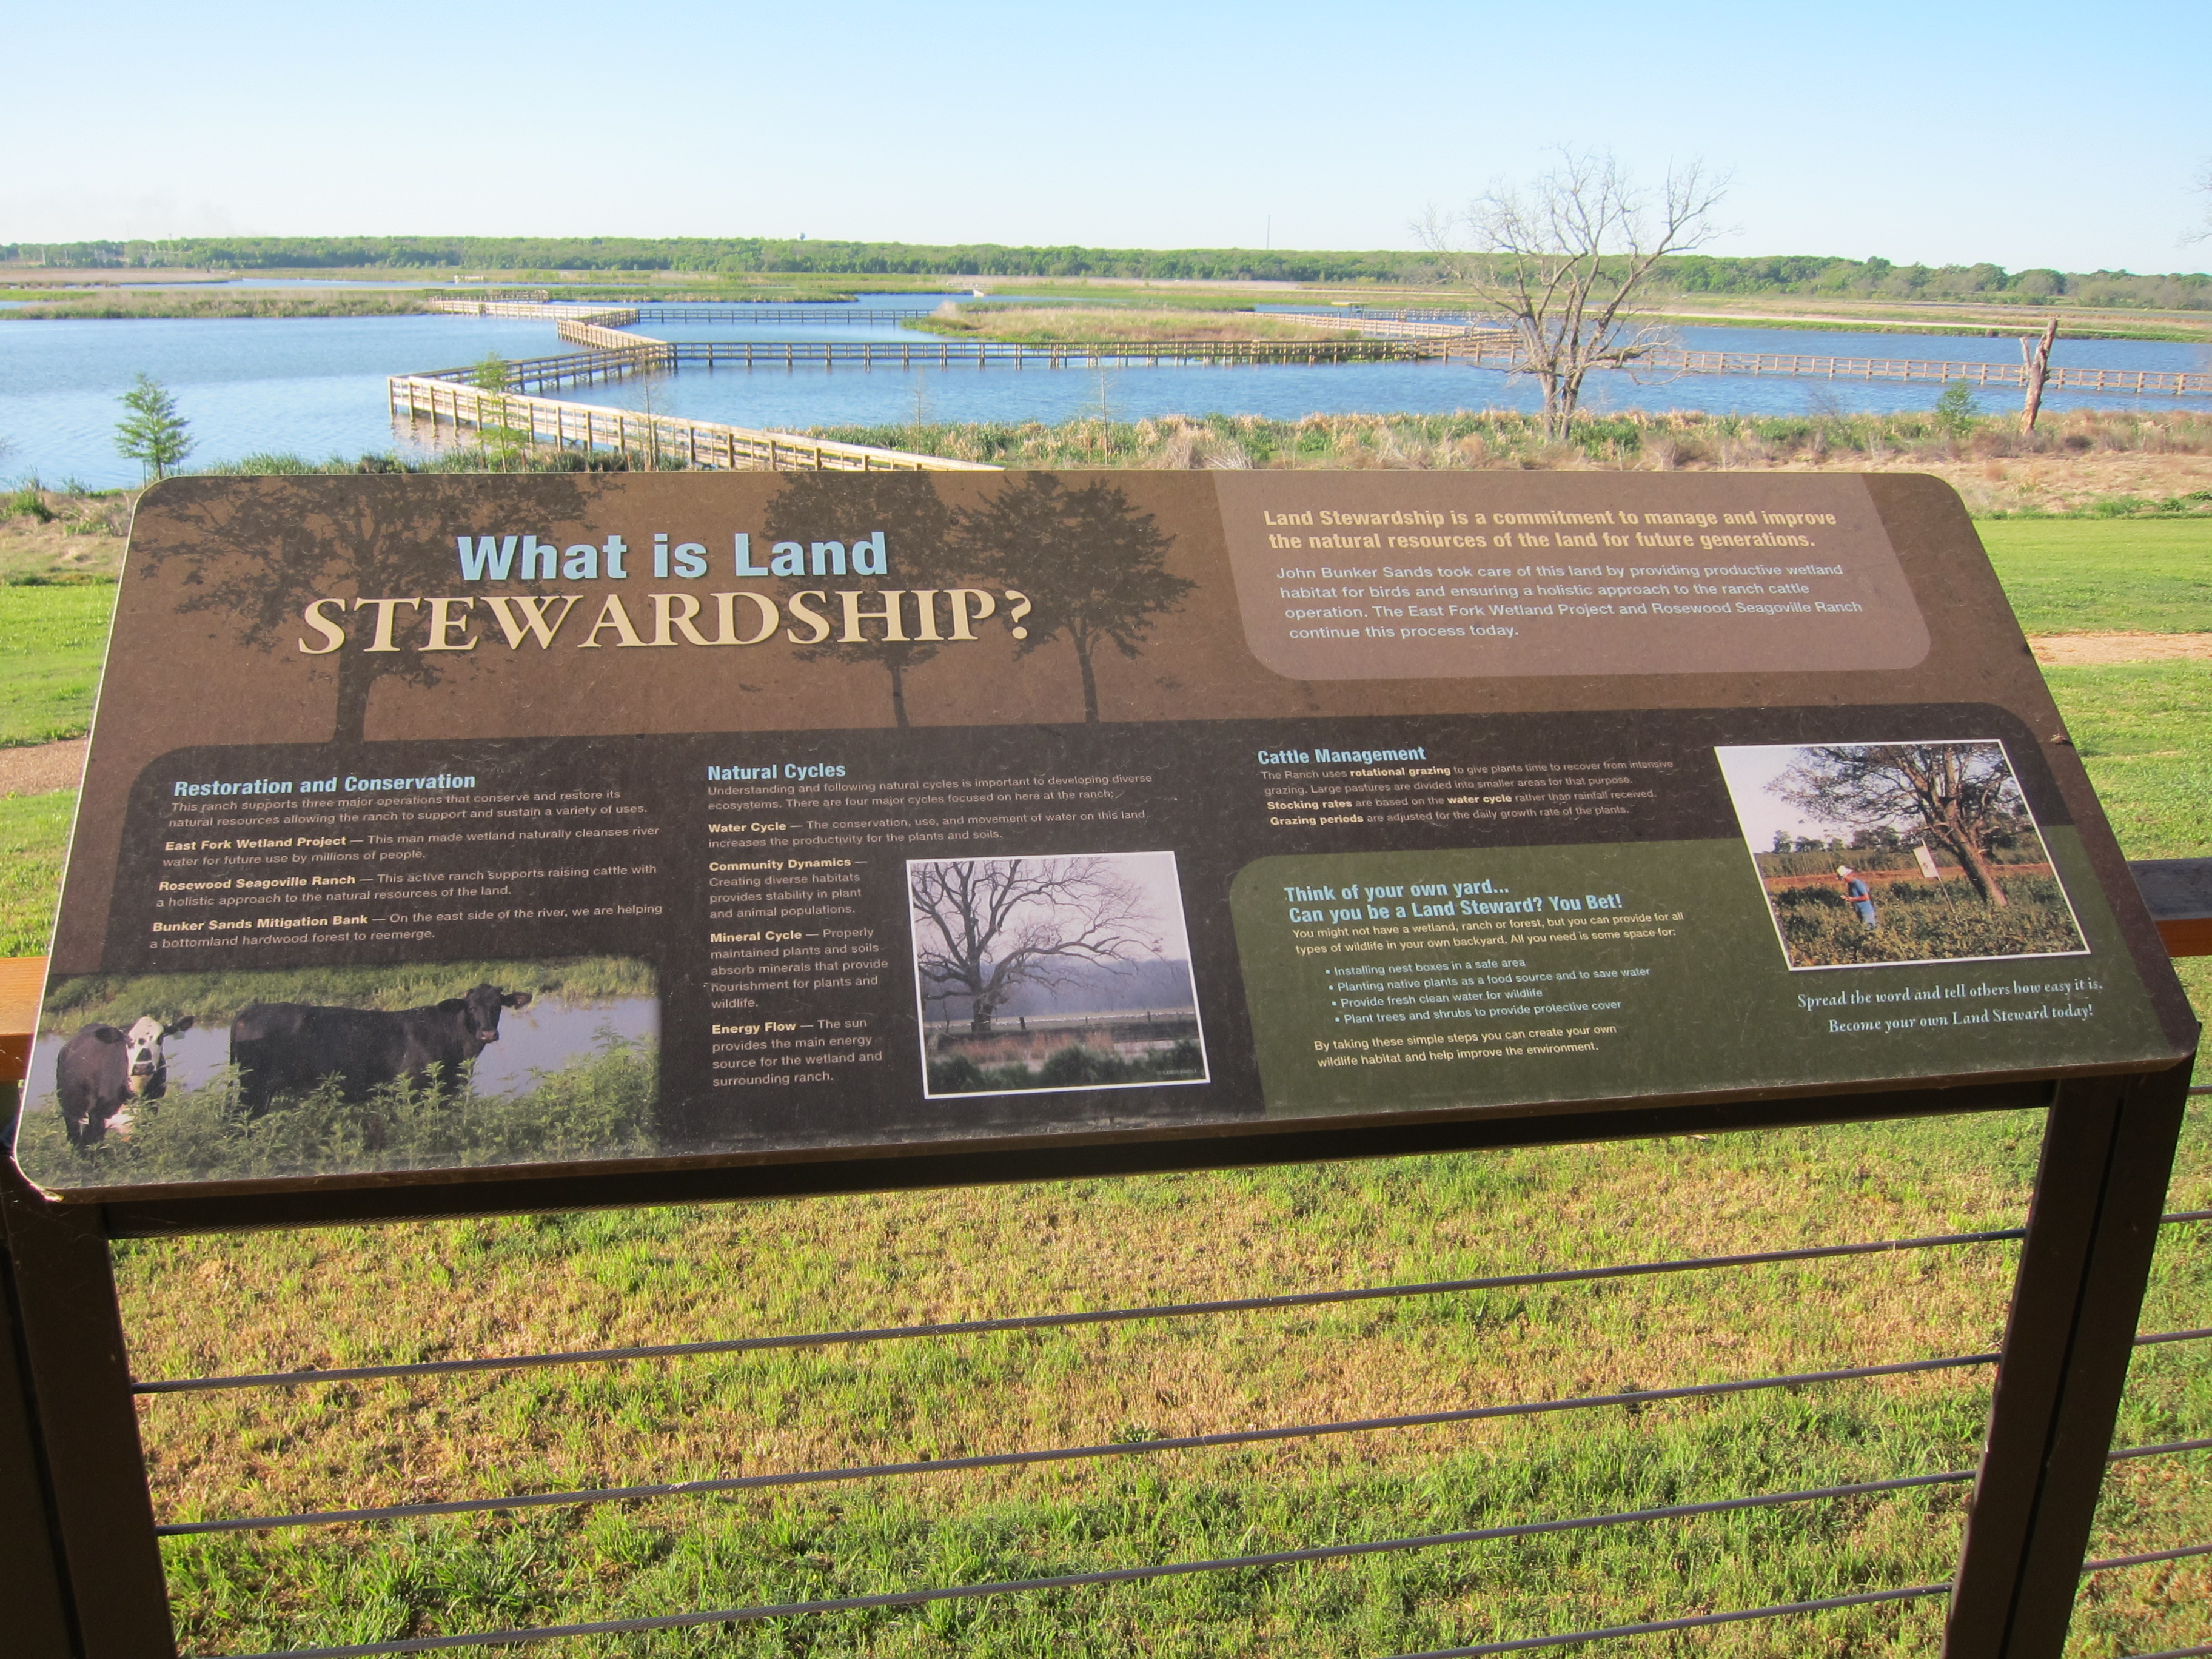 What is Land
STEWARDSHIP?
Land Stewardship is a commitment to manage and improve
the natural resources of the land for future generations.
John Bunker Sands took care of this land by providing productive wetland
habitat for birds and ensuring a holistic approach to the ranch cattle
operation. The East Fork Wetland Project and Rosewood Seagoville Ranch
continue this process today.
Restoration and Conservation
This ranch supports three major operations that conserve and restore its
natural resources allowing the ranch to support and sustain a variety of uses.
East Fork Wetland Project — This man made wetland naturally cleanses river
water for future use by millions of people.
Rosewood Seagoville Ranch — This active ranch supports raising cattle with
a holistic approach to the natural resources of the land.
Bunker Sands Mitigation Bank — On the east side of the river, we are helping
a bottomland hardwood forest to reemerge.
Natural Cycles
Understanding and following natural cycles is important to developing diverse
ecosystems. There are four major cycles focused on here at the ranch:
Water Cycle — The conservation, use, and movement of water on this land
increases the productivity for the plants and soils.
Community Dynamics —
Creating diverse habitats
provides stability in plant
and animal populations.
Mineral Cycle — Properly
maintained plants and soils
absorb minerals that provide
nourishment for plants and
wildlife.
Energy Flow — The sun
provides the main energy
source for the wetland and
surrounding ranch.
Cattle Management
The Ranch uses rotational grazing to give plants time to recover from intensive
grazing. Large pastures are divided into smaller areas for that purpose.
Stocking rates are based on the water cycle rather than rainfall received.
Grazing periods are adjusted for the daily growth rate of the plants.
Think of your own yard...
Can you be a Land Steward? You Bet!
You might not have a wetland, ranch or forest, but you can provide for all
types of wildlife in your own backyard. All you need is some space for:
• Installing nest boxes in a safe area
• Planting native plants as a food source and to save water
• Provide fresh clean water for wildlife
• Plant trees and shrubs to provide protective cover
By taking these simple steps you can create your own
wildlife habitat and help improve the environment.
Spread the word and tell others how easy it is.
Become your own Land Steward today!